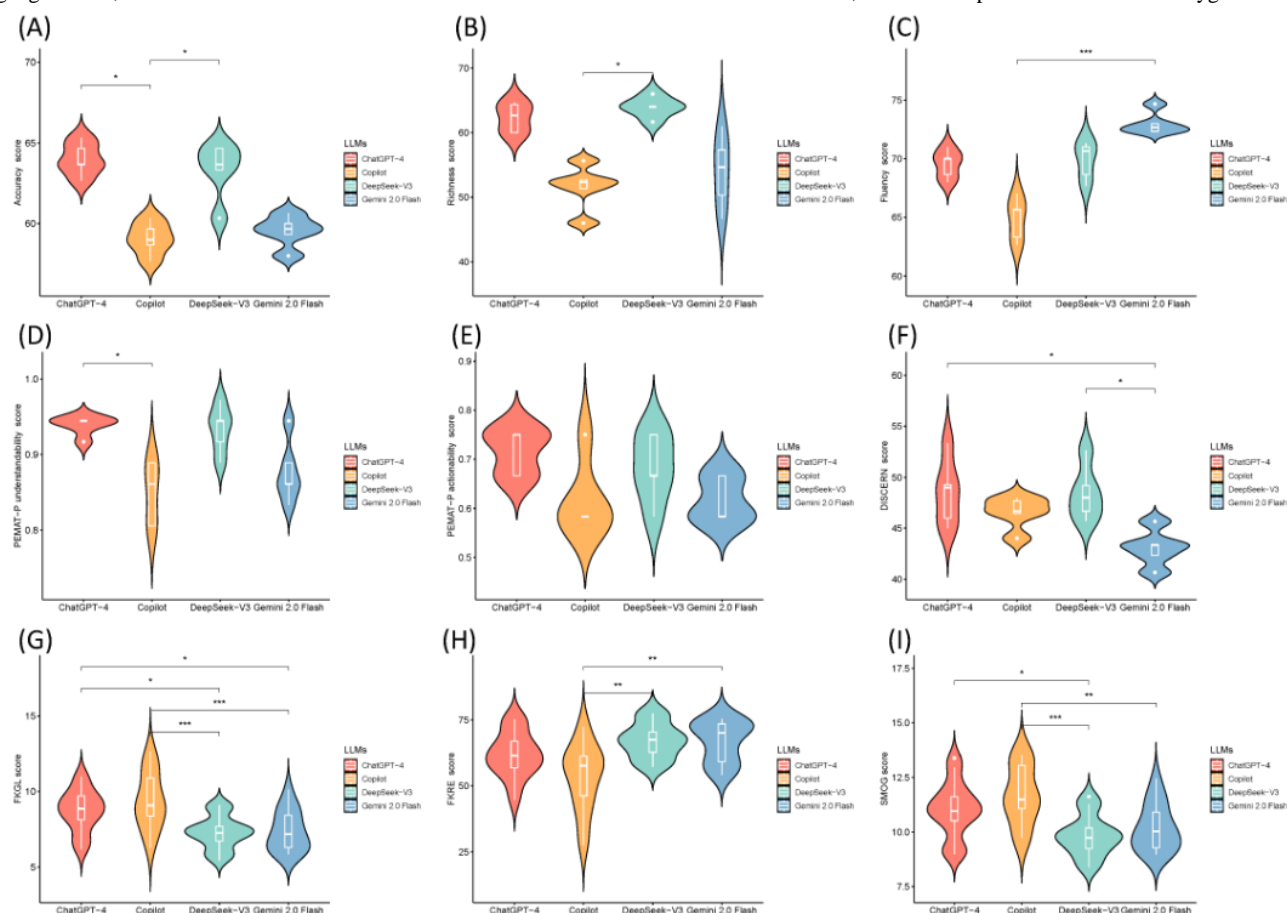 (A)
*
*
65
60
Accuracy score
LLMs
ChatGPT-4
Copilot
DeepSeek-V3
Gemini 2.0 Flash
ChatGPT-4 Copilot DeepSeek-V3 Gemini 2.0 Flash
(B)
*
70
60
50
40
Richness score
LLMs
ChatGPT-4
Copilot
DeepSeek-V3
Gemini 2.0 Flash
ChatGPT-4 Copilot DeepSeek-V3 Gemini 2.0 Flash
(C)
***
75
70
65
60
Fluency score
LLMs
ChatGPT-4
Copilot
DeepSeek-V3
Gemini 2.0 Flash
ChatGPT-4 Copilot DeepSeek-V3 Gemini 2.0 Flash
(D)
*
1.0
0.9
0.8
PEMAT-P understandability score
LLMs
ChatGPT-4
Copilot
DeepSeek-V3
Gemini 2.0 Flash
ChatGPT-4 Copilot DeepSeek-V3 Gemini 2.0 Flash
(E)
0.9
0.8
0.7
0.6
0.5
PEMAT-P actionability score
LLMs
ChatGPT-4
Copilot
DeepSeek-V3
Gemini 2.0 Flash
ChatGPT-4 Copilot DeepSeek-V3 Gemini 2.0 Flash
(F)
*
*
60
55
50
45
40
DISCERN score
LLMs
ChatGPT-4
Copilot
DeepSeek-V3
Gemini 2.0 Flash
ChatGPT-4 Copilot DeepSeek-V3 Gemini 2.0 Flash
(G)
*
*
***
***
15
10
5
FKGL score
LLMs
ChatGPT-4
Copilot
DeepSeek-V3
Gemini 2.0 Flash
ChatGPT-4 Copilot DeepSeek-V3 Gemini 2.0 Flash
(H)
**
**
75
50
25
FKRE score
LLMs
ChatGPT-4
Copilot
DeepSeek-V3
Gemini 2.0 Flash
ChatGPT-4 Copilot DeepSeek-V3 Gemini 2.0 Flash
(I)
*
**
***
17.5
15.0
12.5
10.0
7.5
SMOG score
LLMs
ChatGPT-4
Copilot
DeepSeek-V3
Gemini 2.0 Flash
ChatGPT-4 Copilot DeepSeek-V3 Gemini 2.0 Flash